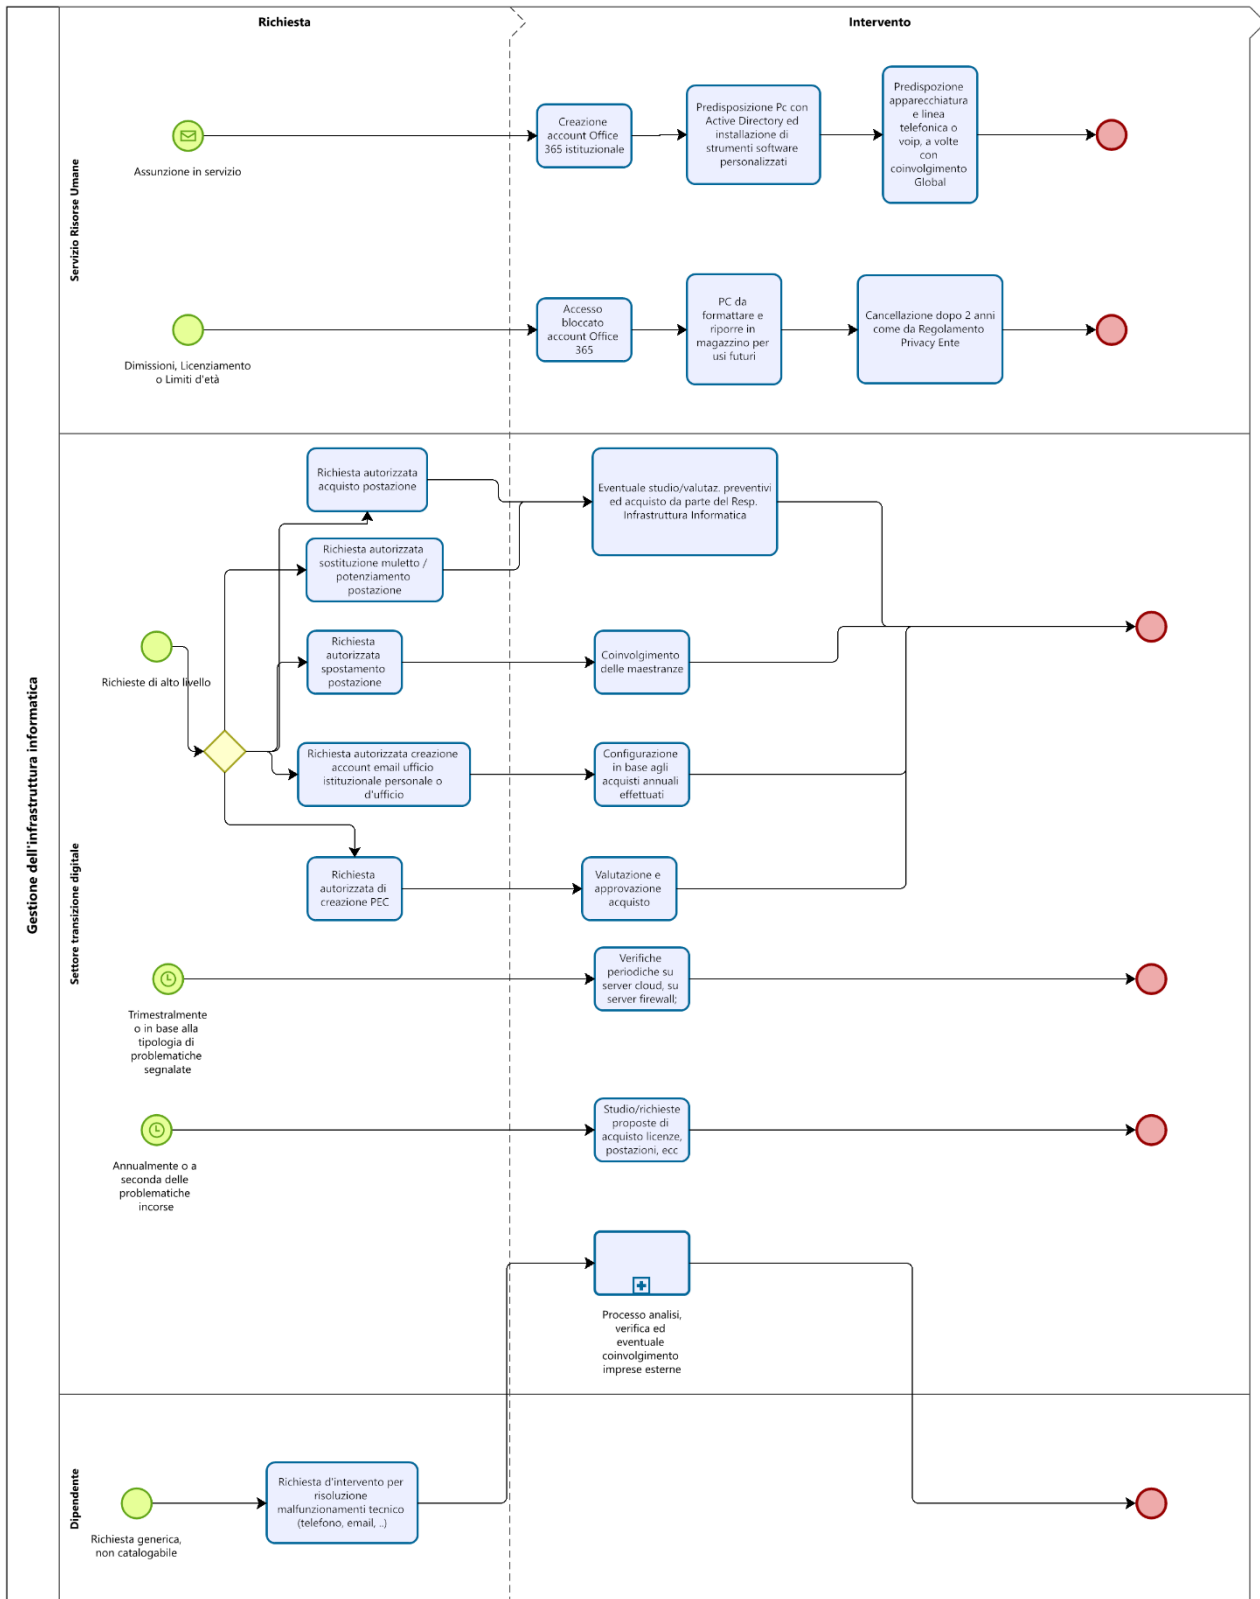 Richiesta
Intervento
Gestione dell'infrastruttura informatica
Servizio Risorse Umane
Assunzione in servizio
Creazione
account Office
365 istituzionale
Predisposizione Pc con
Active Directory ed
installazione di
strumenti software
personalizzati
Predispozione
apparecchiatura
e linea
telefonica o
voip, a volte
con
coinvolgimento
Global
Dimissioni, Licenziamento
o Limiti d'età
Accesso
bloccato
account Office
365
PC da
formattare e
riporre in
magazzino per
usi futuri
Cancellazione dopo 2 anni
come da Regolamento
Privacy Ente
Settore transizione digitale
Richieste di alto livello
Richiesta autorizzata
acquisto postazione
Eventuale studio/valutaz. preventivi
ed acquisto da parte del Resp.
Infrastruttura Informatica
Richiesta autorizzata
sostituzione muletto /
potenziamento
postazione
Richiesta
autorizzata
spostamento
postazione
Coinvolgimento
delle maestranze
Richiesta autorizzata creazione
account email ufficio
istituzionale personale o
d'ufficio
Configurazione
in base agli
acquisti annuali
effettuati
Richiesta
autorizzata di
creazione PEC
Valutazione e
approvazione
acquisto
Trimestralmente
o in base alla
tipologia di
problematiche
segnalate
Verifiche
periodiche su
server cloud, su
server firewall;
Annualmente o a
seconda delle
problematiche
incorse
Studio/richieste
proposte di
acquisto licenze,
postazioni, ecc
Processo analisi,
verifica ed
eventuale
coinvolgimento
imprese esterne
Dipendente
Richiesta generica,
non catalogabile
Richiesta d'intervento per
risoluzione
malfunzionamenti tecnico
(telefono, email, ..)